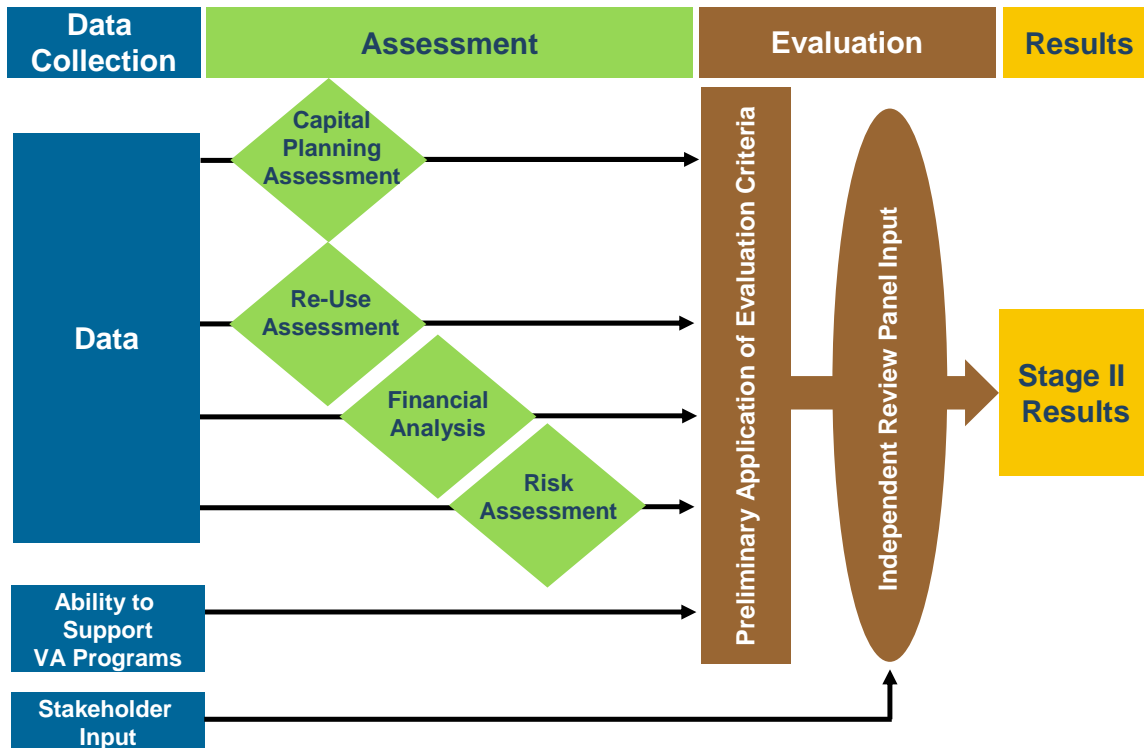 Data
Collection
Assessment
Evaluation
Results
Data
Capital
Planning
Assessment
Re-Use
Assessment
Financial
Analysis
Risk
Assessment
Preliminary Application of Evaluation Criteria
Independent Review Panel Input
Stage II
Results
Ability to
Support
VA Programs
Stakeholder
Input